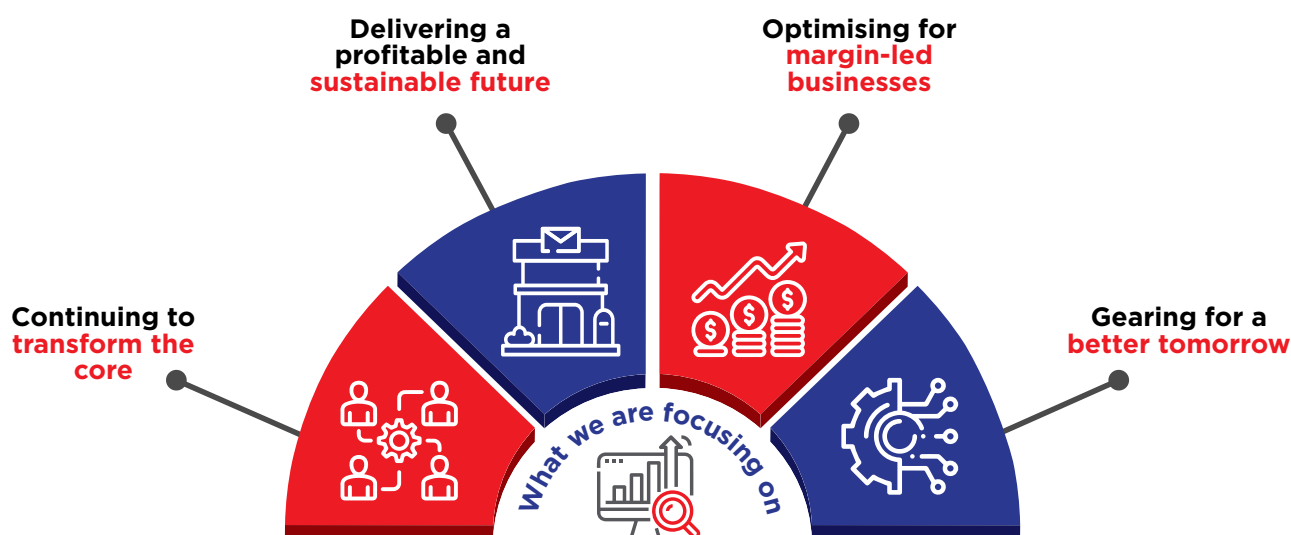 Delivering a
profitable and
sustainable future
Optimising for
margin-led
businesses
Continuing to
transform the
core
Gearing for a
better tomorrow
What we are focusing on
$
$
$